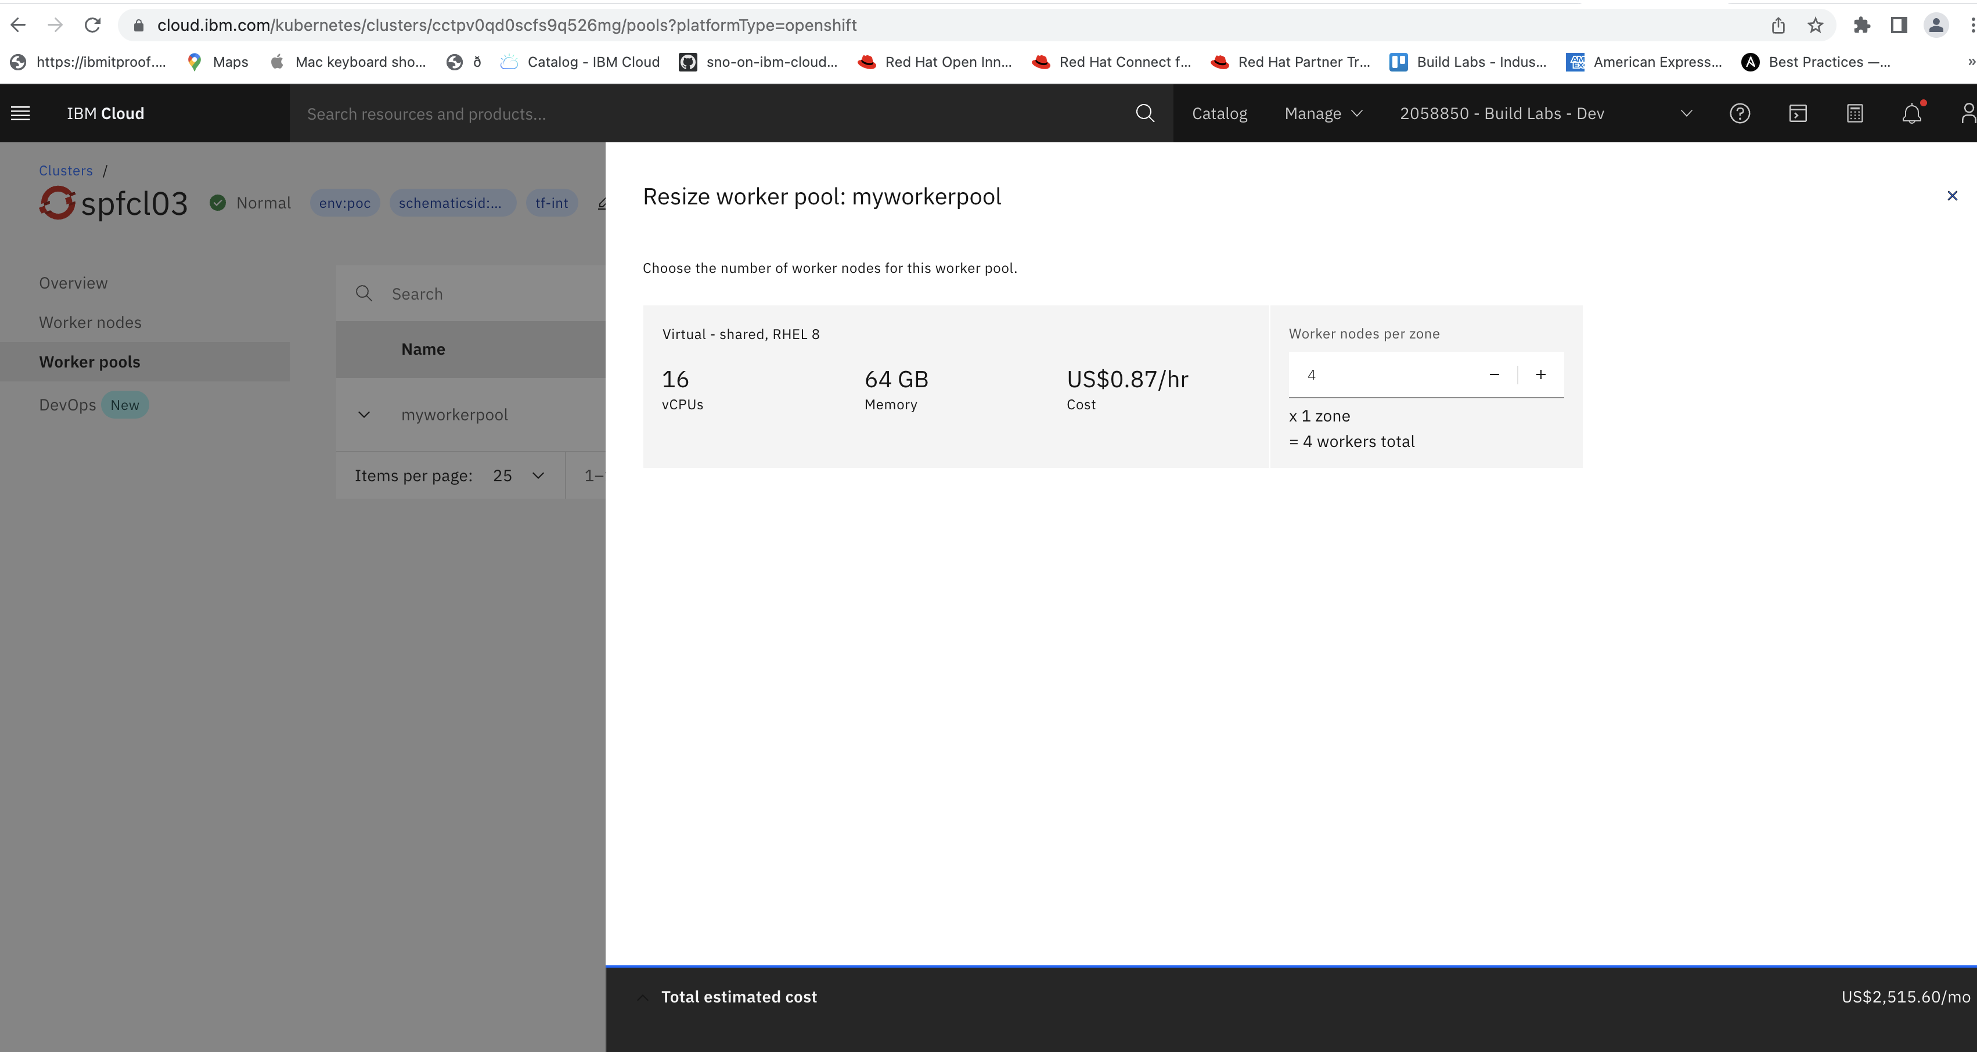 cloud.ibm.com/kubernetes/clusters/cctpv0qd0scfs9q526mg/pools?platformType=openshift
https://ibmitproof.... Maps Mac keyboard sho... ð Catalog - IBM Cloud sno-on-ibm-cloud... Red Hat Open Inn... Red Hat Connect f... Red Hat Partner Tr... Build Labs - Indus... American Express... Best Practices —... »
IBM Cloud Search resources and products... Catalog Manage 2058850 - Build Labs - Dev
Clusters /
spfcl03 Normal env:poc schematicsid:... tf-int
Overview
Worker nodes
Worker pools
DevOps New
Search
Name
myworkerpool
Items per page: 25 1–
Resize worker pool: myworkerpool
Choose the number of worker nodes for this worker pool.
Virtual - shared, RHEL 8
16 64 GB US$0.87/hr
vCPUs Memory Cost
Worker nodes per zone
4
x 1 zone
= 4 workers total
Total estimated cost US$2,515.60/mo